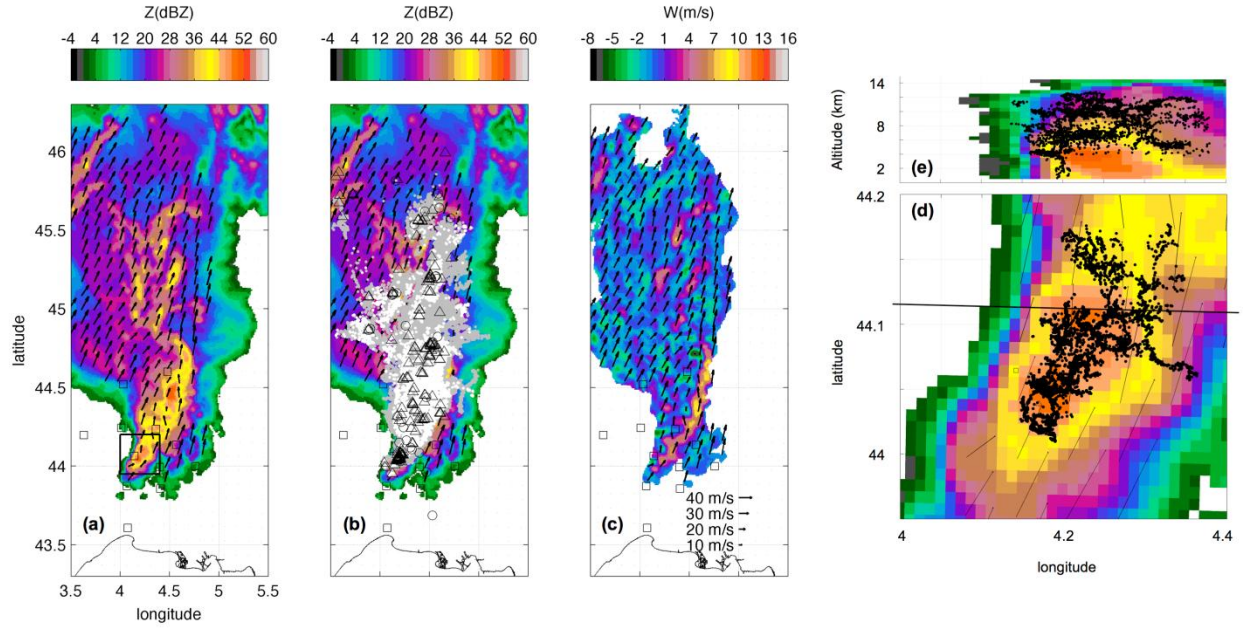 Z(dBZ)
-4 4 12 20 28 36 44 52 60
Z(dBZ)
-4 4 12 20 28 36 44 52 60
W(m/s)
-8 -5 -2 1 4 7 10 13 16
latitude
46
45.5
45
44.5
44
43.5
(a)
3.5 4 4.5 5 5.5
longitude
(b)
(c)
40 m/s
30 m/s
20 m/s
10 m/s
Altitude (km)
14
8
2
(e)
latitude
44.2
44.1
44
(d)
4 4.2 4.4
longitude